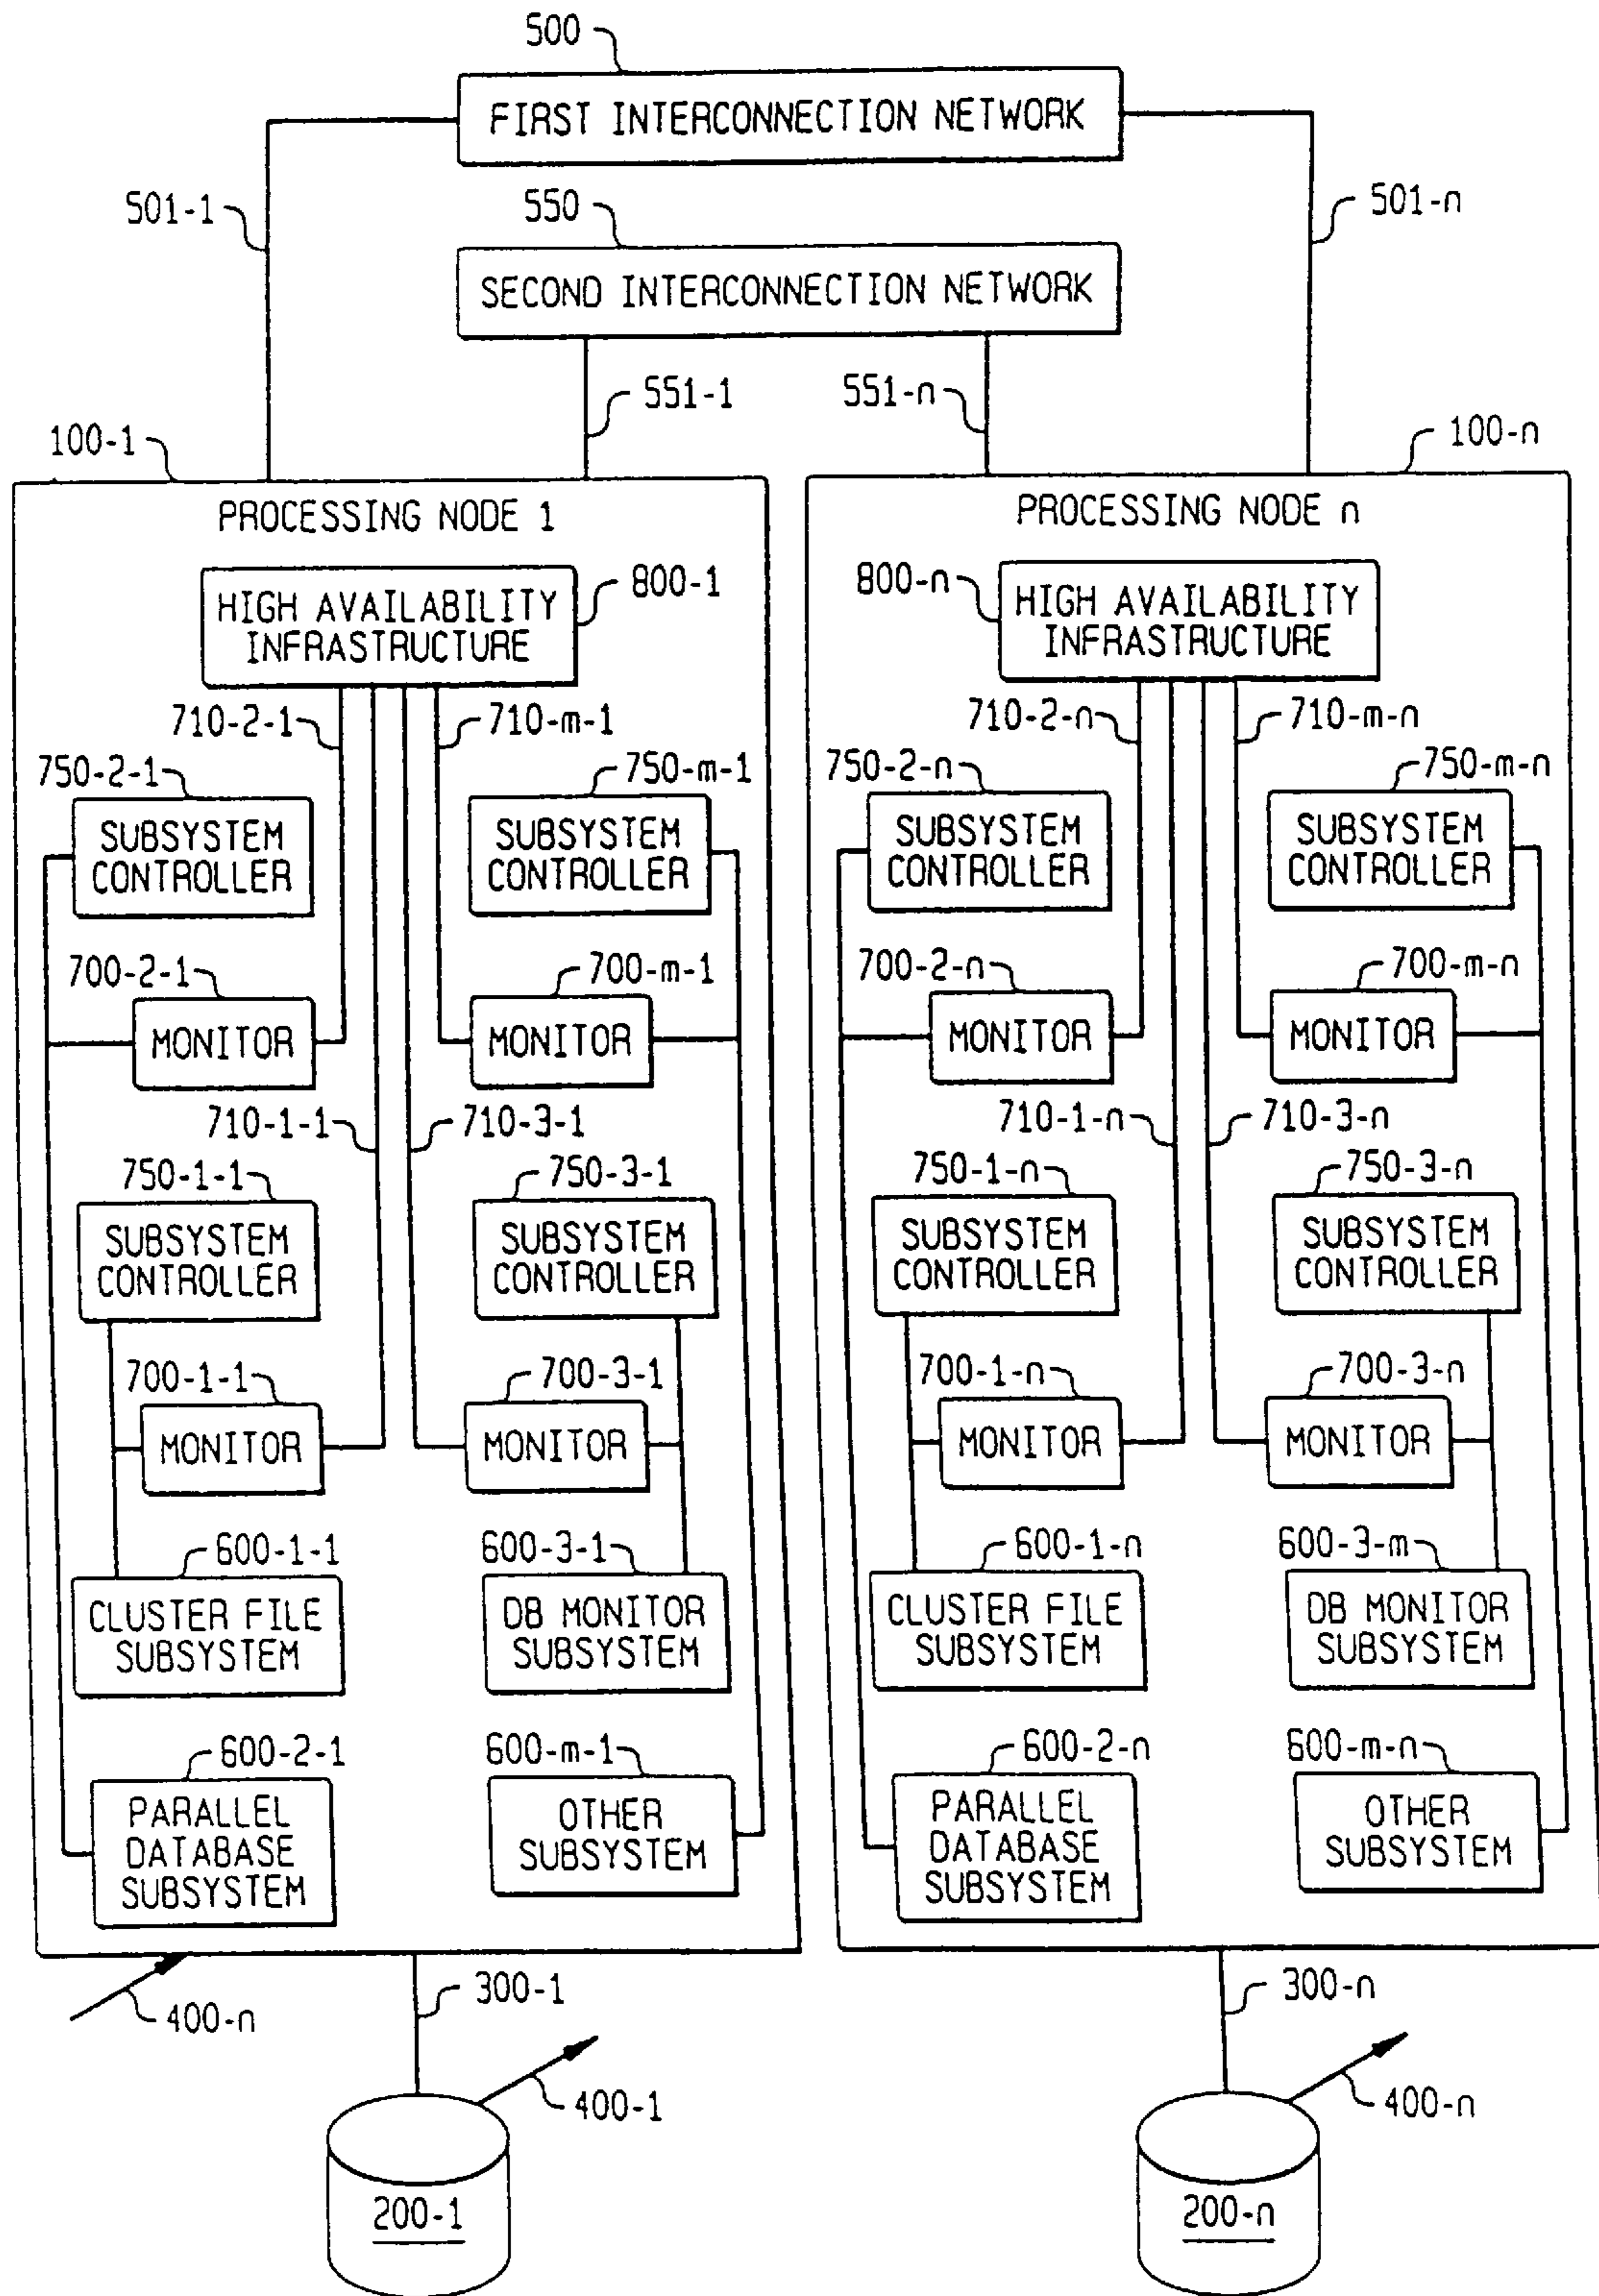 500
FIRST INTERCONNECTION NETWORK
501-1
550
501-n
SECOND INTERCONNECTION NETWORK
551-1
551-n
100-1
100-n
PROCESSING NODE 1
HIGH AVAILABILITY
INFRASTRUCTURE
800-1
710-2-1
710-m-1
750-2-1
750-m-1
SUBSYSTEM
CONTROLLER
SUBSYSTEM
CONTROLLER
700-2-1
700-m-1
MONITOR
MONITOR
710-1-1
710-3-1
750-1-1
750-3-1
SUBSYSTEM
CONTROLLER
SUBSYSTEM
CONTROLLER
700-1-1
700-3-1
MONITOR
MONITOR
600-1-1
600-3-1
CLUSTER FILE
SUBSYSTEM
DB MONITOR
SUBSYSTEM
600-2-1
600-m-1
PARALLEL
DATABASE
SUBSYSTEM
OTHER
SUBSYSTEM
400-n
300-1
400-1
200-1
PROCESSING NODE n
800-n
HIGH AVAILABILITY
INFRASTRUCTURE
710-2-n
710-m-n
750-2-n
750-m-n
SUBSYSTEM
CONTROLLER
SUBSYSTEM
CONTROLLER
700-2-n
700-m-n
MONITOR
MONITOR
710-1-n
710-3-n
750-1-n
750-3-n
SUBSYSTEM
CONTROLLER
SUBSYSTEM
CONTROLLER
700-1-n
700-3-n
MONITOR
MONITOR
600-1-n
600-3-m
CLUSTER FILE
SUBSYSTEM
DB MONITOR
SUBSYSTEM
600-2-n
600-m-n
PARALLEL
DATABASE
SUBSYSTEM
OTHER
SUBSYSTEM
300-n
400-n
200-n